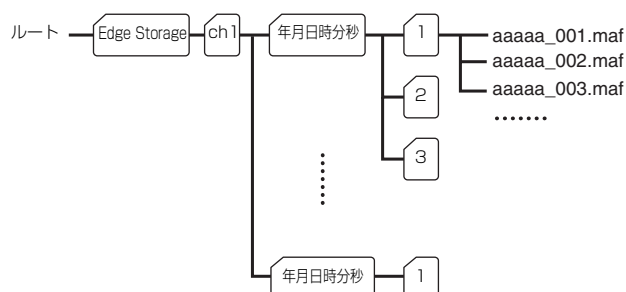 ルート
Edge Storage
ch1
年月日時分秒
1
aaaaa_001.maf
aaaaa_002.maf
aaaaa_003.maf
2
3
年月日時分秒
1